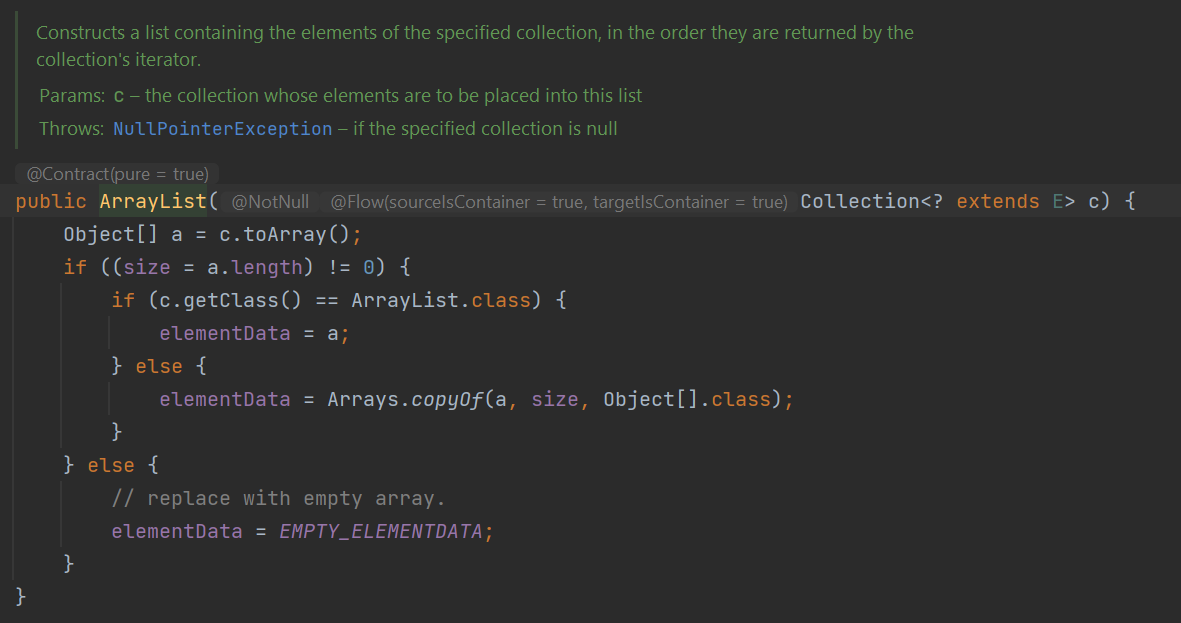 Constructs a list containing the elements of the specified collection, in the order they are returned by the
collection's iterator.
Params: c – the collection whose elements are to be placed into this list
Throws: NullPointerException – if the specified collection is null
@Contract(pure = true)
public ArrayList( @NotNull @Flow(sourceIsContainer = true, targetIsContainer = true) Collection<? extends E> c) {
    Object[] a = c.toArray();
    if ((size = a.length) != 0) {
        if (c.getClass() == ArrayList.class) {
            elementData = a;
        } else {
            elementData = Arrays.copyOf(a, size, Object[].class);
        }
    } else {
        // replace with empty array.
        elementData = EMPTY_ELEMENTDATA;
    }
}